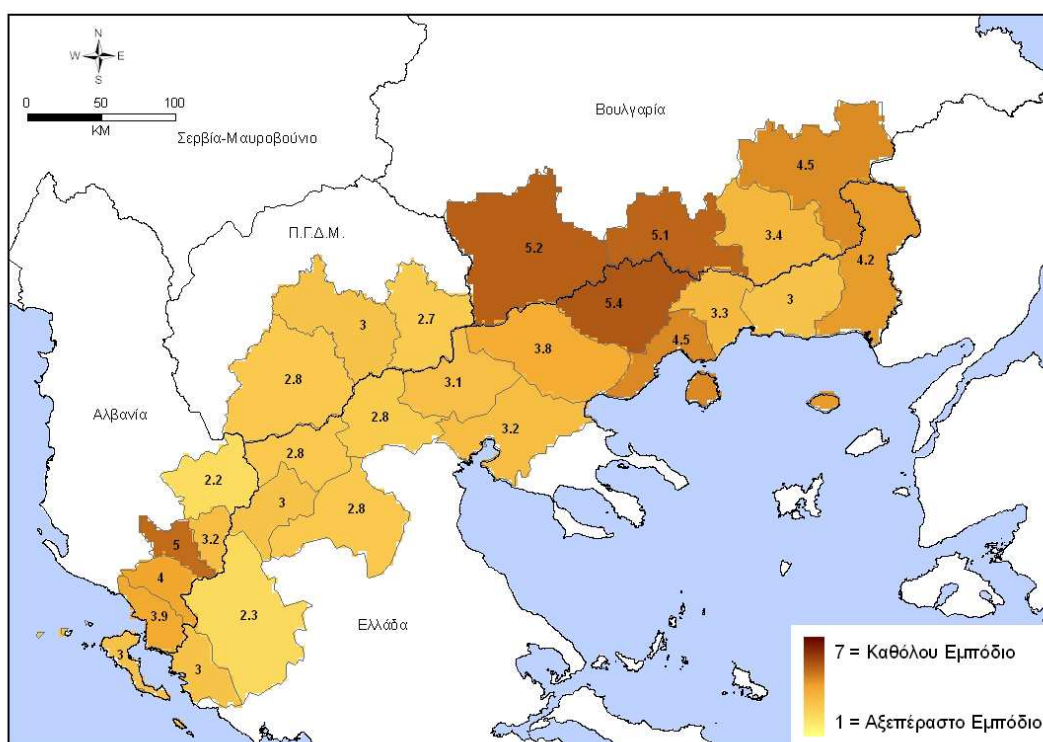 N
W E
S
0 50 100
KM
Σερβία-Μαυροβούνιο
Βουλγαρία
Π.Γ.Δ.Μ.
Αλβανία
Ελλάδα
4.5
5.2
5.1
3.4
4.2
5.4
3
2.7
3.3
3
3.8
4.5
2.8
3.1
2.8
3.2
2.8
2.2
3
2.8
3.2
5
4
3.9
2.3
3
3
7 = Καθόλου Εμπόδιο
1 = Αξεπέραστο Εμπόδιο